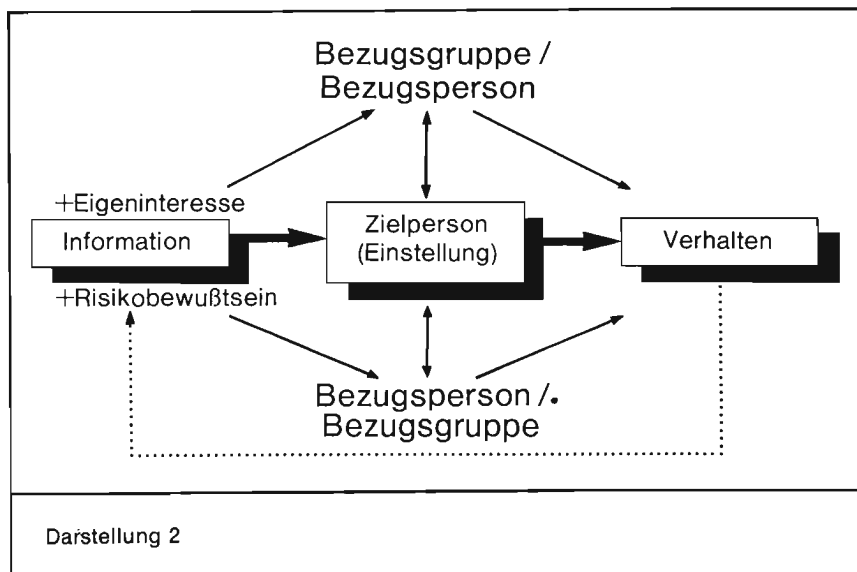 Bezugsgruppe /
Bezugsperson
+Eigeninteresse
Information
+Risikobewußtsein
Zielperson
(Einstellung)
Verhalten
Bezugsperson /.
Bezugsgruppe
Darstellung 2